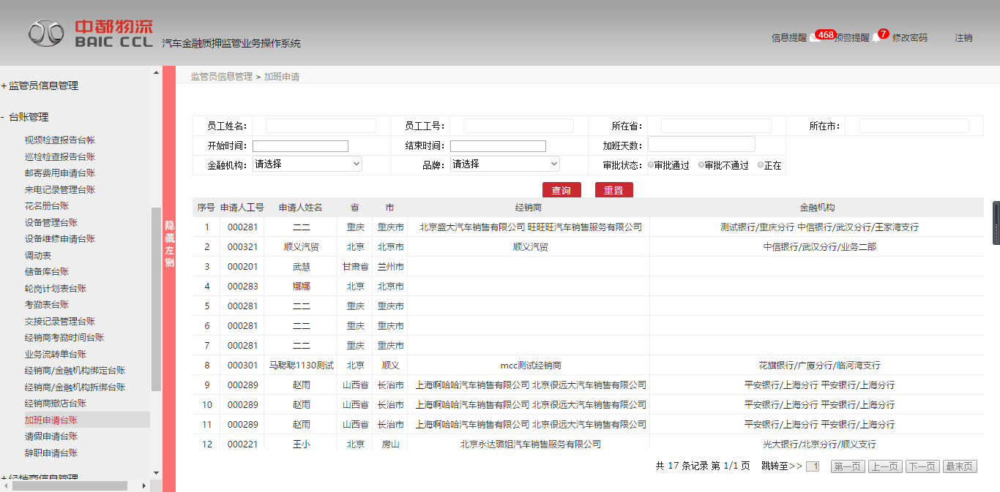 中都物流
BAIC CCL
汽车金融质押监管业务操作系统
信息提醒 468 预警提醒 7 修改密码 注销
+ 监管员信息管理
- 台账管理
视频检查报告台帐
巡检检查报告台账
邮寄费用申请台账
来电记录管理台账
花名册台账
设备管理台账
设备维修申请台账
调动表
储备库台账
轮岗计划表台账
考勤表台账
交接记录管理台账
经销商考勤时间台账
业务流转单台账
经销商/金融机构绑定台账
经销商/金融机构拆绑台账
经销商撤店台账
加班申请台账
请假申请台账
辞职申请台账
+ 经销商信息管理
隐藏左侧
监管员信息管理 > 加班申请
员工姓名: 员工工号: 所在省: 所在市:
开始时间: 结束时间: 加班天数:
金融机构: 请选择 品牌: 请选择 审批状态: 审批通过 审批不通过 正在
查询 重置
序号 申请人工号 申请人姓名 省 市 经销商 金融机构
1 000281 二二 重庆 重庆市 北京盛大汽车销售有限公司 旺旺旺汽车销售服务有限公司 测试银行/重庆分行 中信银行/武汉分行/王家湾支行
2 000321 顺义汽贸 北京 北京市 顺义汽贸 中信银行/武汉分行/业务二部
3 000201 武慧 甘肃省 兰州市
4 000283 娜娜 北京 北京市
5 000281 二二 重庆 重庆市
6 000281 二二 重庆 重庆市
7 000281 二二 重庆 重庆市
8 000301 马聪聪1130测试 北京 顺义 mcc测试经销商 花旗银行/广厦分行/临河湾支行
9 000289 赵雨 山西省 长治市 上海啊哈哈汽车销售有限公司 北京很远大汽车销售有限公司 平安银行/上海分行 平安银行/上海分行
10 000289 赵雨 山西省 长治市 上海啊哈哈汽车销售有限公司 北京很远大汽车销售有限公司 平安银行/上海分行 平安银行/上海分行
11 000289 赵雨 山西省 长治市 上海啊哈哈汽车销售有限公司 北京很远大汽车销售有限公司 平安银行/上海分行 平安银行/上海分行
12 000221 王小 北京 房山 北京永达璐姐汽车销售服务有限公司 光大银行/北京分行/顺义支行
共 17 条记录 第 1/1 页 跳转至>> 1 第一页 上一页 下一页 最末页